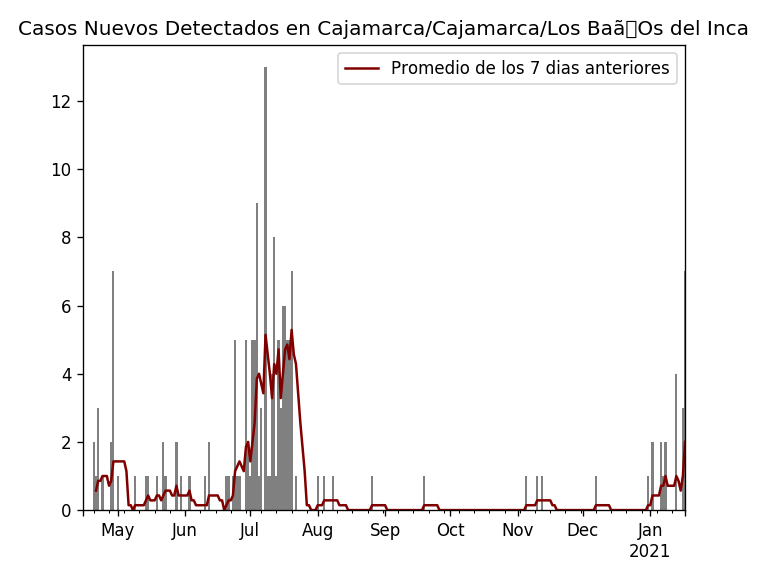 Casos Nuevos Detectados en Cajamarca/Cajamarca/Los Baã▯Os del Inca
Promedio de los 7 dias anteriores
12
10
8
6
4
2
0
May Jun Jul Aug Sep Oct Nov Dec Jan
2021